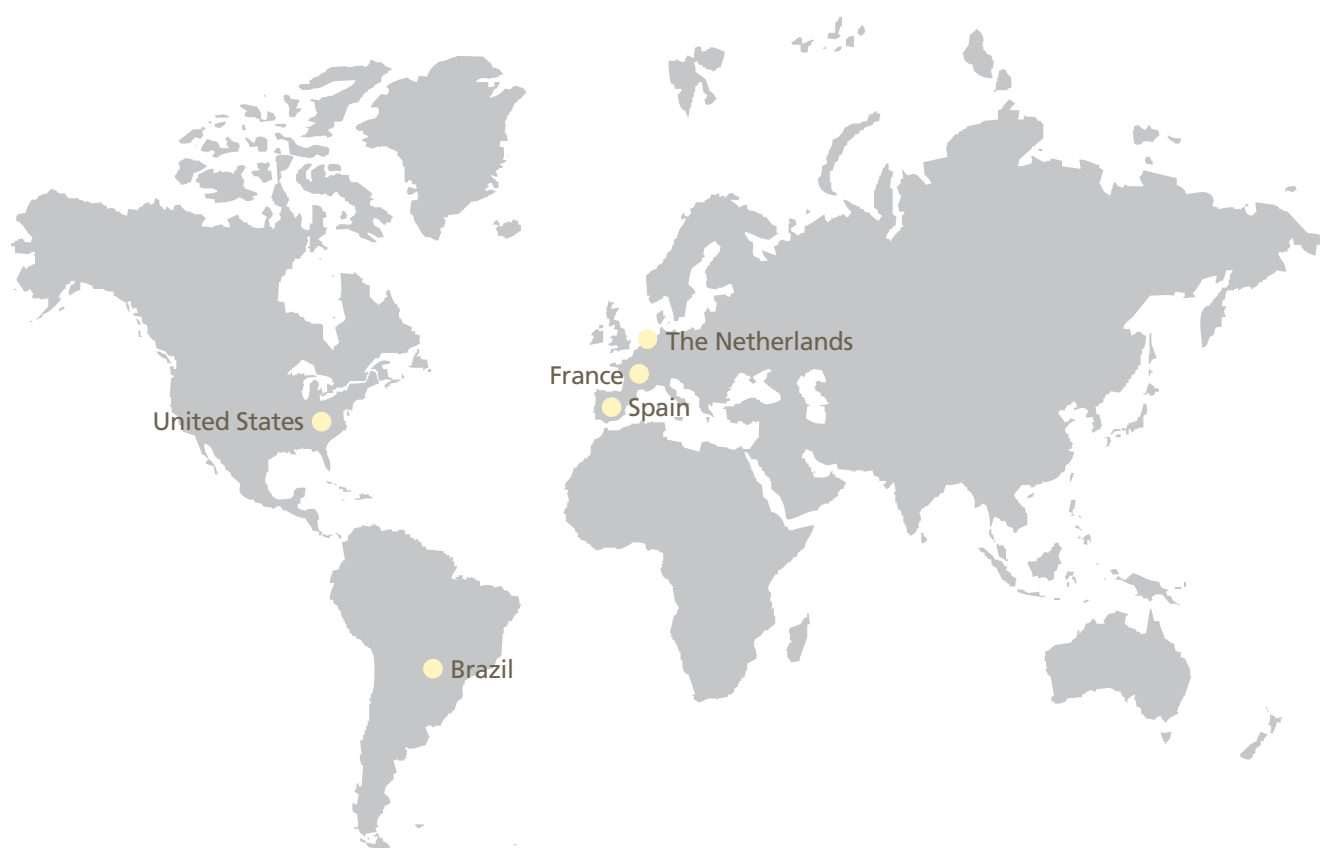 The Netherlands
France
Spain
United States
Brazil